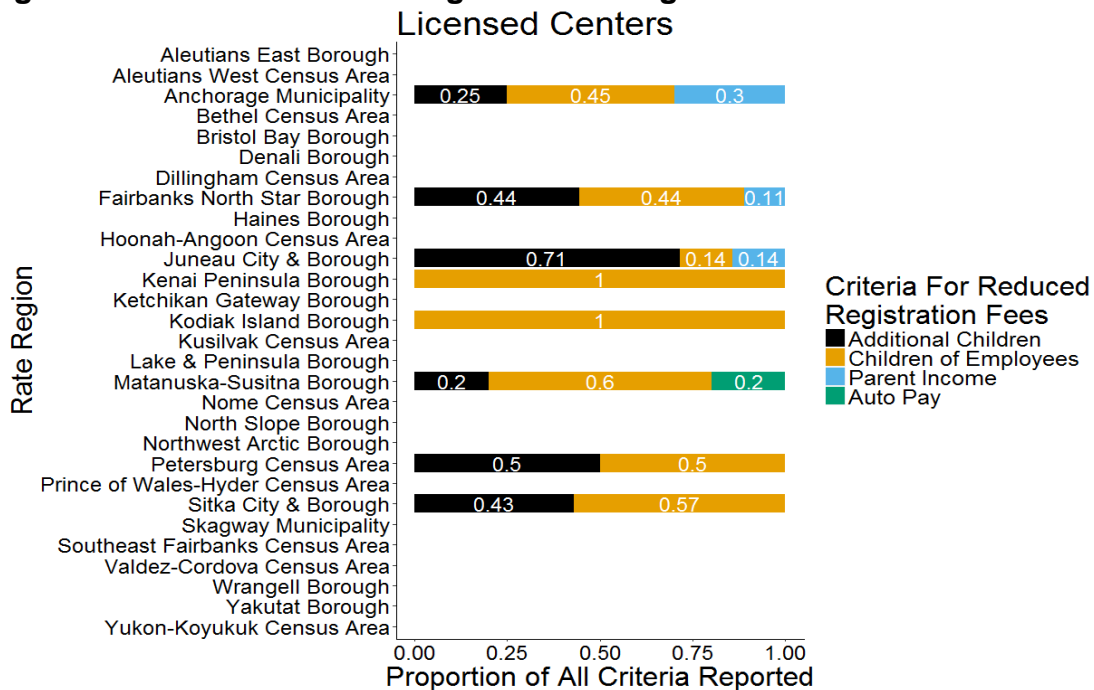 Licensed Centers
Rate Region
Aleutians East Borough
Aleutians West Census Area
Anchorage Municipality 0.25 0.45 0.3
Bethel Census Area
Bristol Bay Borough
Denali Borough
Dillingham Census Area
Fairbanks North Star Borough 0.44 0.44 0.11
Haines Borough
Hoonah-Angoon Census Area
Juneau City & Borough 0.71 0.14 0.14
Kenai Peninsula Borough 1
Ketchikan Gateway Borough
Kodiak Island Borough 1
Kusilvak Census Area
Lake & Peninsula Borough
Matanuska-Susitna Borough 0.2 0.6 0.2
Nome Census Area
North Slope Borough
Northwest Arctic Borough
Petersburg Census Area 0.5 0.5
Prince of Wales-Hyder Census Area
Sitka City & Borough 0.43 0.57
Skagway Municipality
Southeast Fairbanks Census Area
Valdez-Cordova Census Area
Wrangell Borough
Yakutat Borough
Yukon-Koyukuk Census Area
0.00 0.25 0.50 0.75 1.00
Proportion of All Criteria Reported
Criteria For Reduced
Registration Fees
Additional Children
Children of Employees
Parent Income
Auto Pay